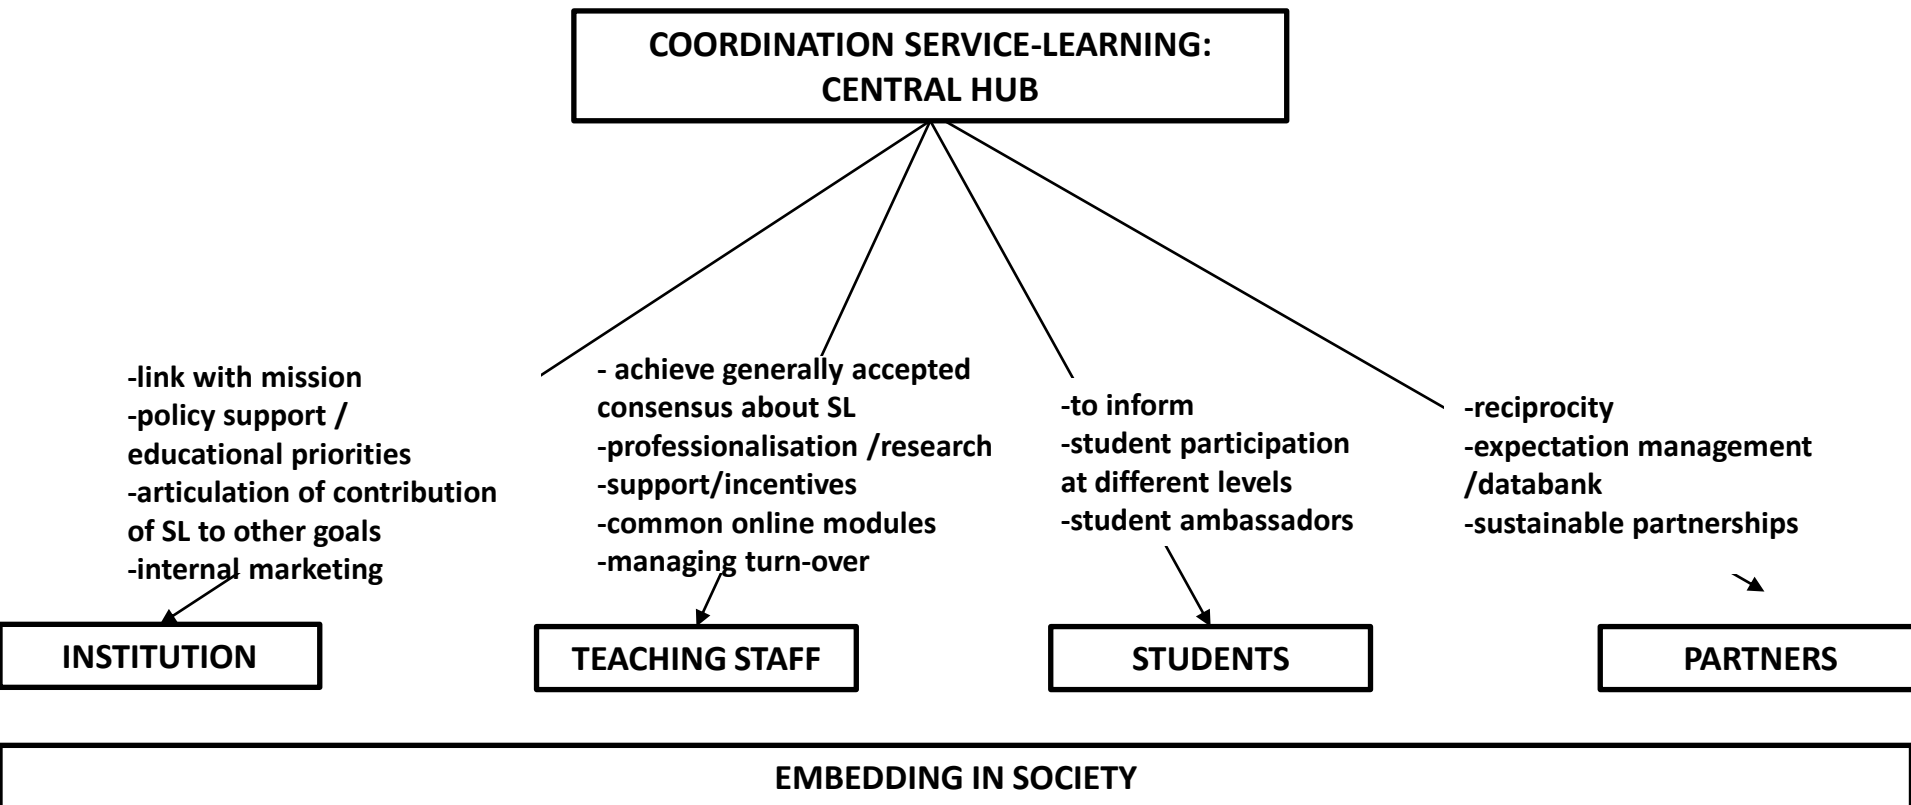 COORDINATION SERVICE-LEARNING:
CENTRAL HUB
-link with mission
-policy support /
educational priorities
-articulation of contribution
of SL to other goals
-internal marketing
- achieve generally accepted
consensus about SL
-professionalisation /research
-support/incentives
-common online modules
-managing turn-over
-to inform
-student participation
at different levels
-student ambassadors
-reciprocity
-expectation management
/databank
-sustainable partnerships
INSTITUTION
TEACHING STAFF
STUDENTS
PARTNERS
EMBEDDING IN SOCIETY